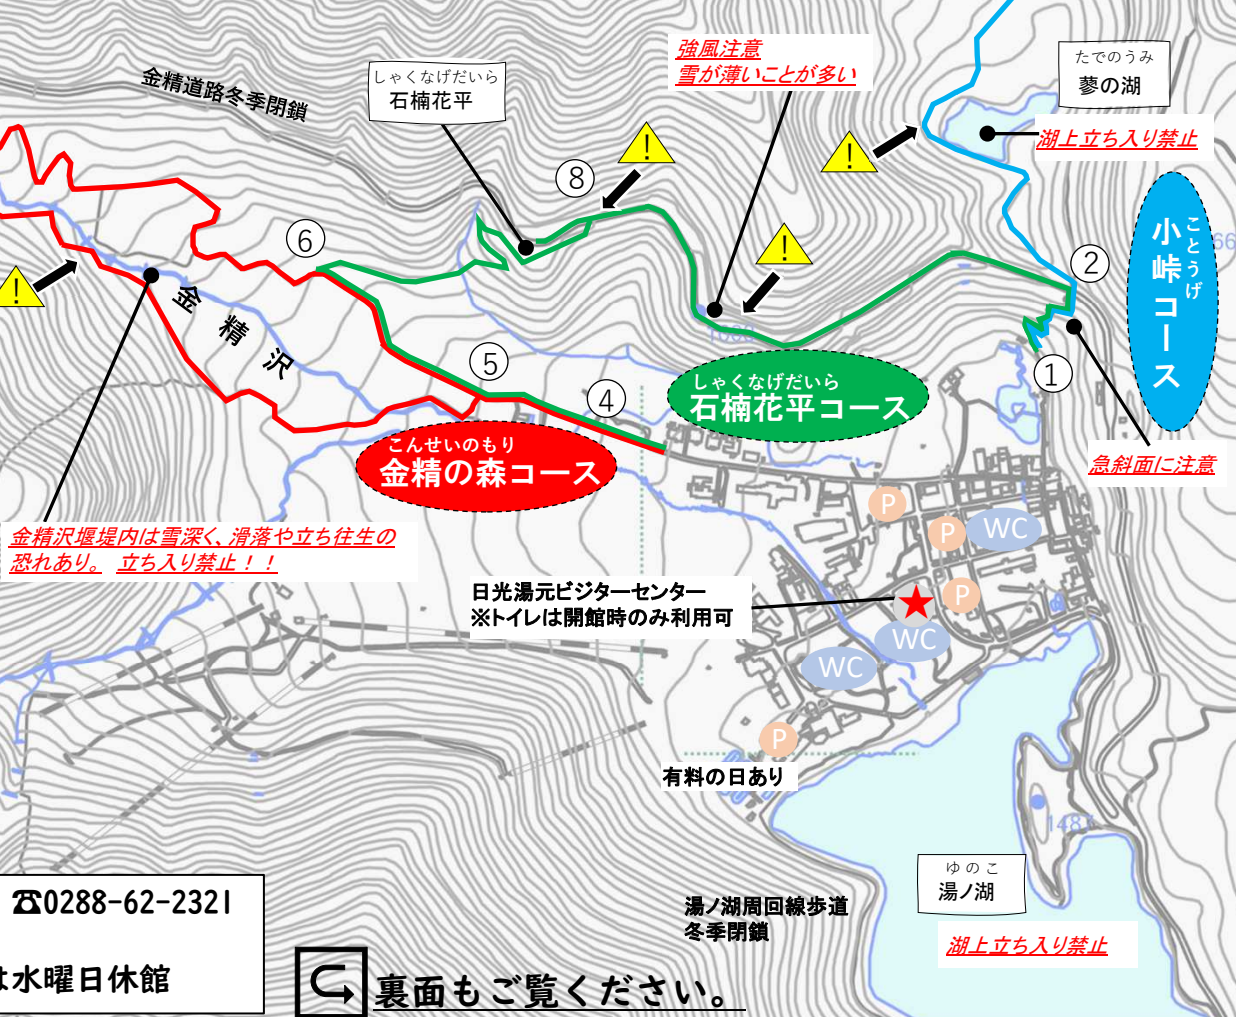 強風注意
雪が薄いことが多い
たでのうみ
蓼の湖
湖上立ち入り禁止
金精道路冬季閉鎖
しゃくなげだいら
石楠花平
!
!
⑧
ことうげ
小峠コース
⑥
②
!
!
金精沢
⑤
①
④
しゃくなげだいら
石楠花平コース
こんせいのもり
金精の森コース
急斜面に注意
P
P
WC
金精沢堰堤内は雪深く、滑落や立ち往生の
恐れあり。 立ち入り禁止!!
日光湯元ビジターセンター
※トイレは開館時のみ利用可
P
WC
WC
P
有料の日あり
1487
ゆのこ
湯ノ湖
湖上立ち入り禁止
湯ノ湖周回線歩道
冬季閉鎖
☎0288-62-2321
は水曜日休館
裏面もご覧ください。